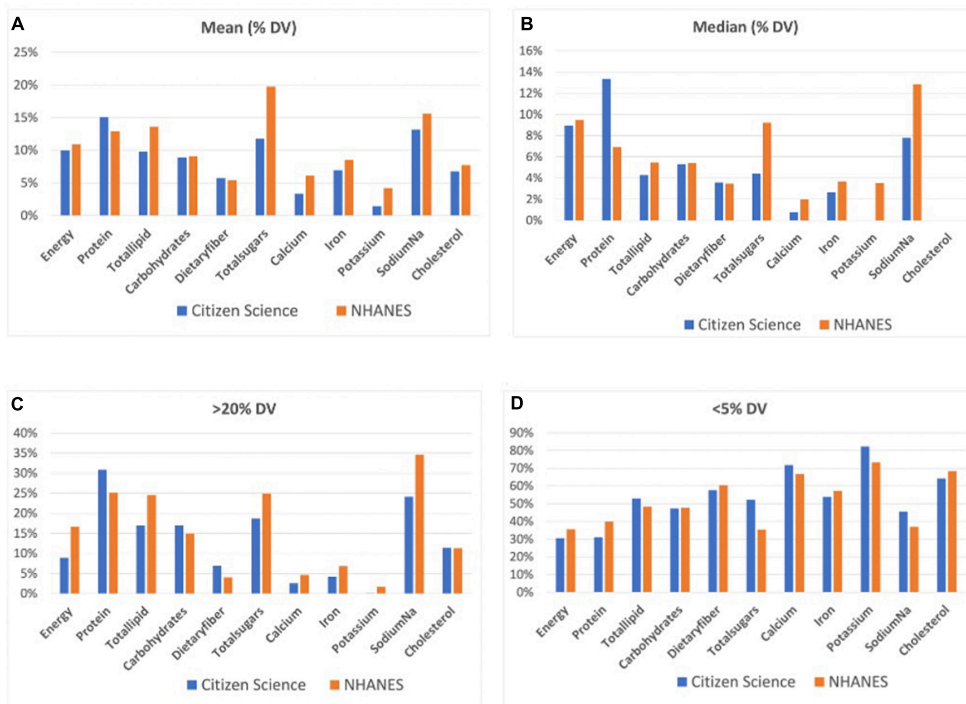 A
Mean (% DV)
25%
20%
15%
10%
5%
0%
Energy
Protein
Totallipid
Carbohydrates
Dietaryfiber
Totalsugars
Calcium
Iron
Potassium
SodiumNa
Cholesterol
Citizen Science
NHANES
B
Median (% DV)
16%
14%
12%
10%
8%
6%
4%
2%
0%
Energy
Protein
Totallipid
Carbohydrates
Dietaryfiber
Totalsugars
Calcium
Iron
Potassium
SodiumNa
Cholesterol
Citizen Science
NHANES
C
>20% DV
40%
35%
30%
25%
20%
15%
10%
5%
0%
Energy
Protein
Totallipid
Carbohydrates
Dietaryfiber
Totalsugars
Calcium
Iron
Potassium
SodiumNa
Cholesterol
Citizen Science
NHANES
D
<5% DV
90%
80%
70%
60%
50%
40%
30%
20%
10%
0%
Energy
Protein
Totallipid
Carbohydrates
Dietaryfiber
Totalsugars
Calcium
Iron
Potassium
SodiumNa
Cholesterol
Citizen Science
NHANES